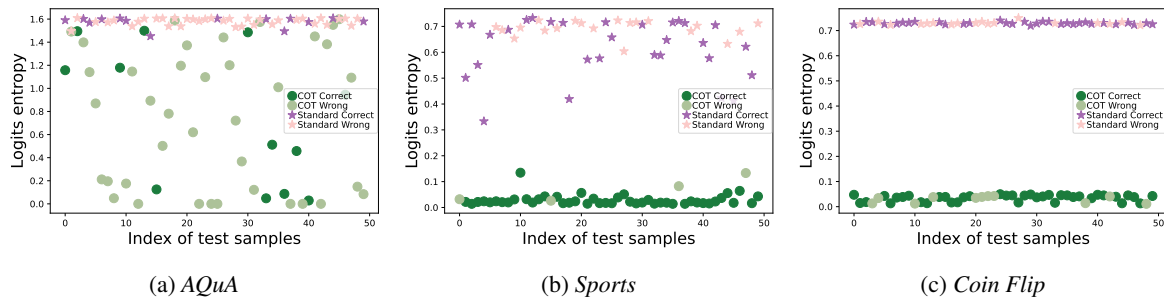 1.6
1.4
1.2
1.0
0.8
0.6
0.4
0.2
0.0
Logits entropy
COT Correct
COT Wrong
Standard Correct
Standard Wrong
0 10 20 30 40 50
Index of test samples
(a) AQuA
0.7
0.6
0.5
0.4
0.3
0.2
0.1
0.0
Logits entropy
COT Correct
COT Wrong
Standard Correct
Standard Wrong
0 10 20 30 40 50
Index of test samples
(b) Sports
0.7
0.6
0.5
0.4
0.3
0.2
0.1
0.0
Logits entropy
COT Correct
COT Wrong
Standard Correct
Standard Wrong
0 10 20 30 40 50
Index of test samples
(c) Coin Flip